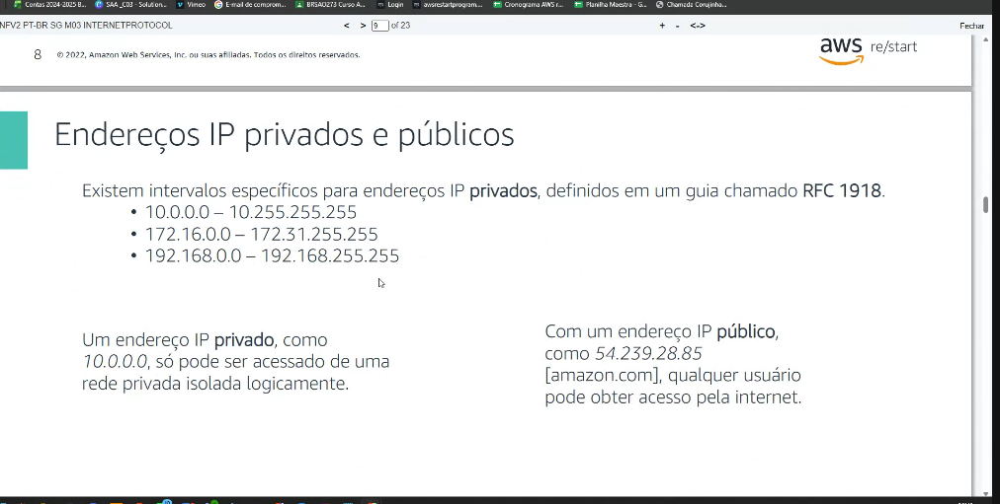 Contas 2024-2025 B...
SAA _C03 - Solution...
Vimeo
E-mail de comprom...
BRSAO273 Curso A...
Login
awsrestartprogram....
Cronograma AWS r...
Planilha Maestra - G...
Chamada Corujinha...
NFV2 PT-BR SG M03 INTERNETPROTOCOL
< > 9 of 23
+ - <->
Fechar
8 © 2022, Amazon Web Services, Inc. ou suas afiliadas. Todos os direitos reservados.
aws re/start
Endereços IP privados e públicos
Existem intervalos específicos para endereços IP privados, definidos em um guia chamado RFC 1918.
• 10.0.0.0 – 10.255.255.255
• 172.16.0.0 – 172.31.255.255
• 192.168.0.0 – 192.168.255.255
Um endereço IP privado, como
10.0.0.0, só pode ser acessado de uma
rede privada isolada logicamente.
Com um endereço IP público,
como 54.239.28.85
[amazon.com], qualquer usuário
pode obter acesso pela internet.